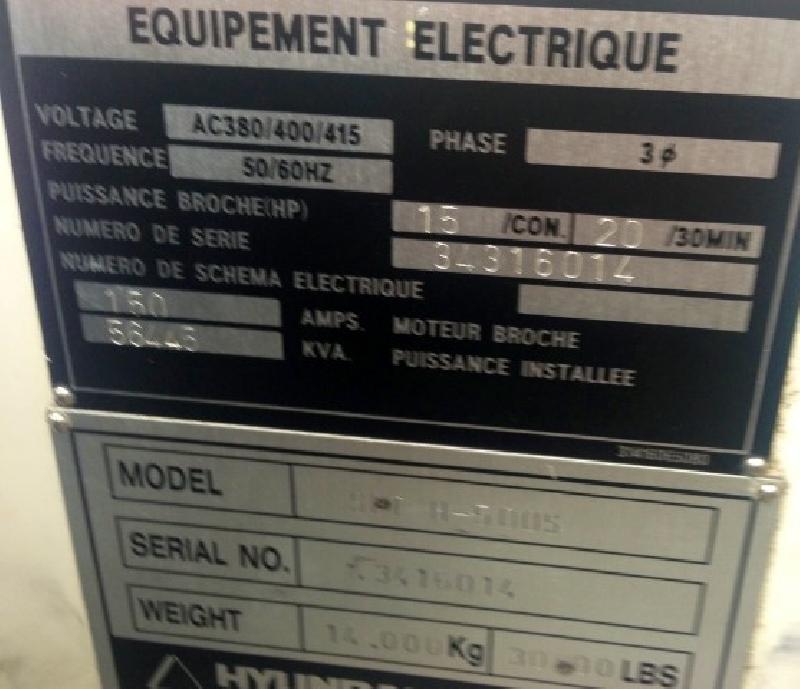 EQUIPEMENT ELECTRIQUE
VOLTAGE AC380/400/415 PHASE 3φ
FREQUENCE 50/60HZ
PUISSANCE BROCHE(HP) 15 /CON. 20 /30MIN
NUMERO DE SERIE 34316014
NUMERO DE SCHEMA ELECTRIQUE
150 AMPS. MOTEUR BROCHE
KVA. PUISSANCE INSTALLEE
MODEL
SERIAL NO.
WEIGHT 14.000Kg LBS